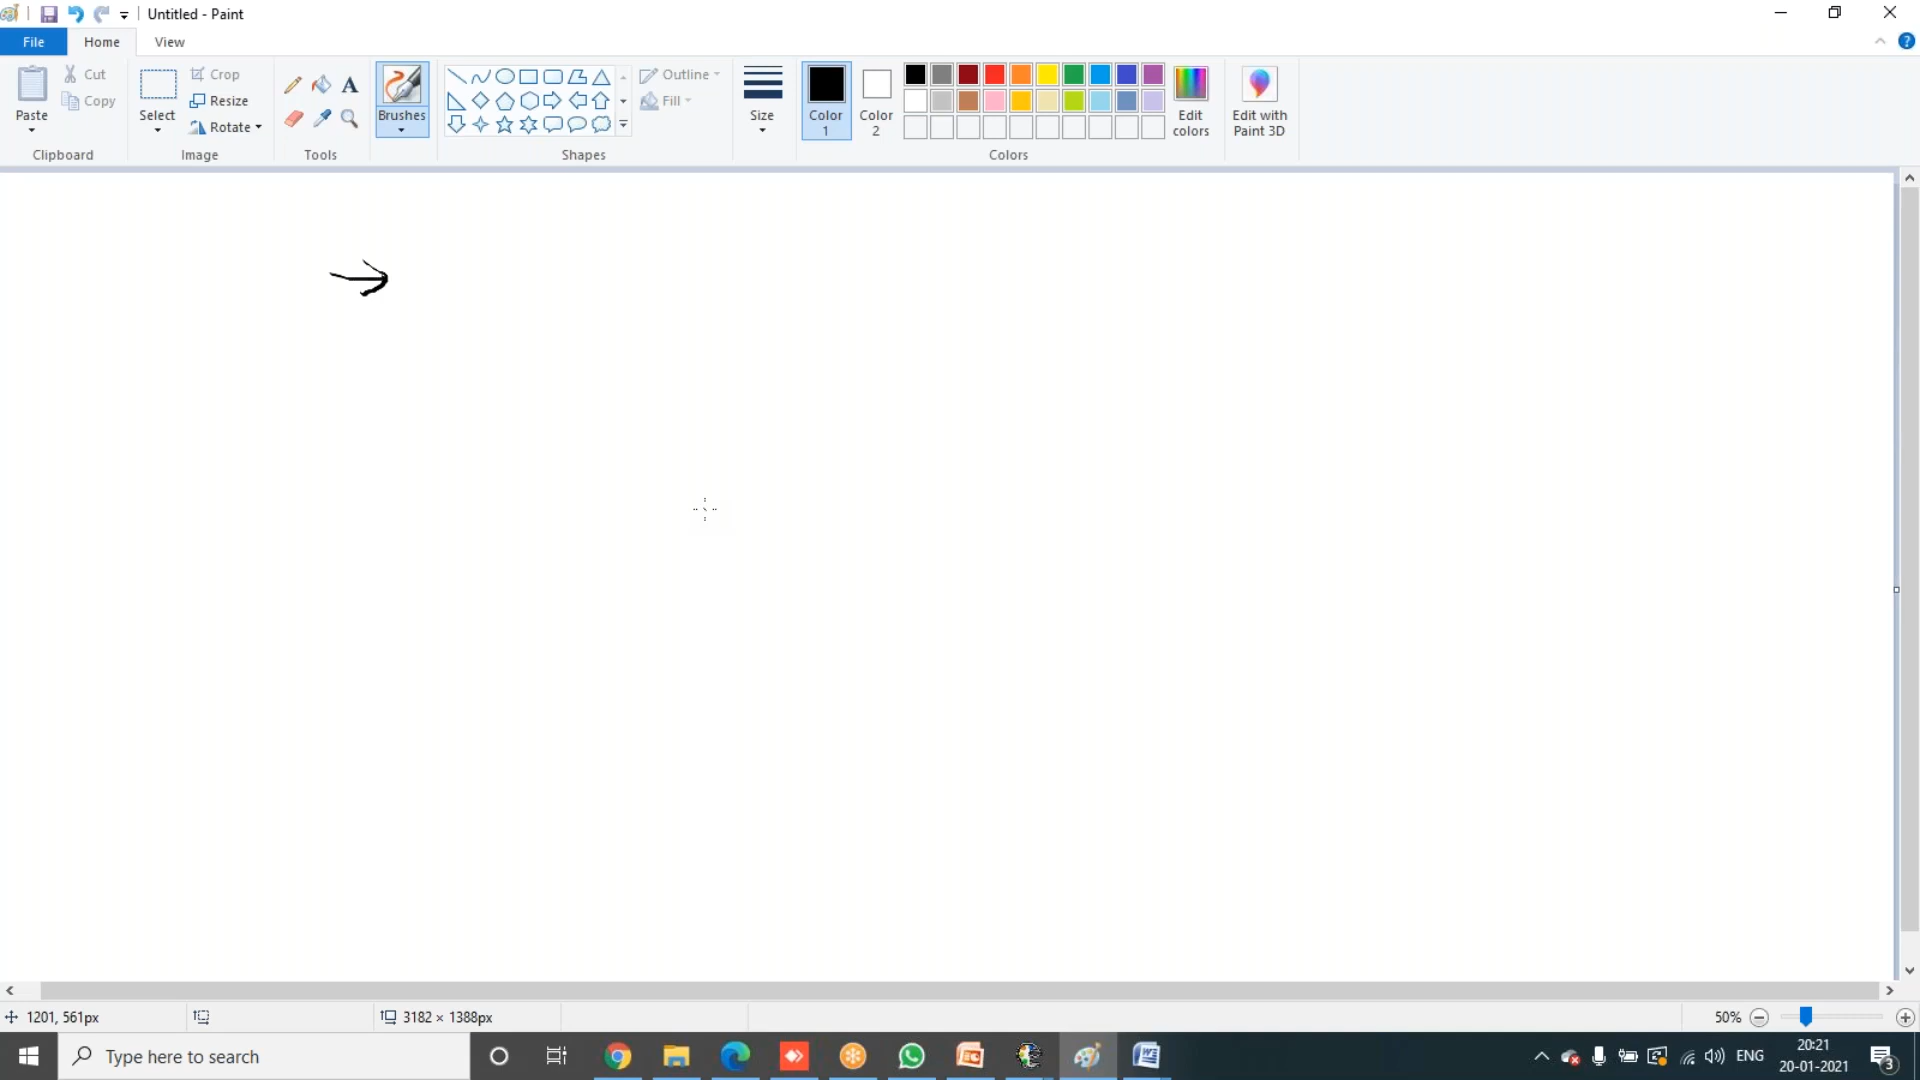 Untitled - Paint
File Home View
Paste
Cut
Copy
Clipboard
Select
Crop
Resize
Rotate
Image
Tools
Brushes
Shapes
Outline
Fill
Size
Color 1
Color 2
Colors
Edit colors
Edit with Paint 3D
1201, 561px
3182 × 1388px
50%
Type here to search
ENG
20:21
20-01-2021
3